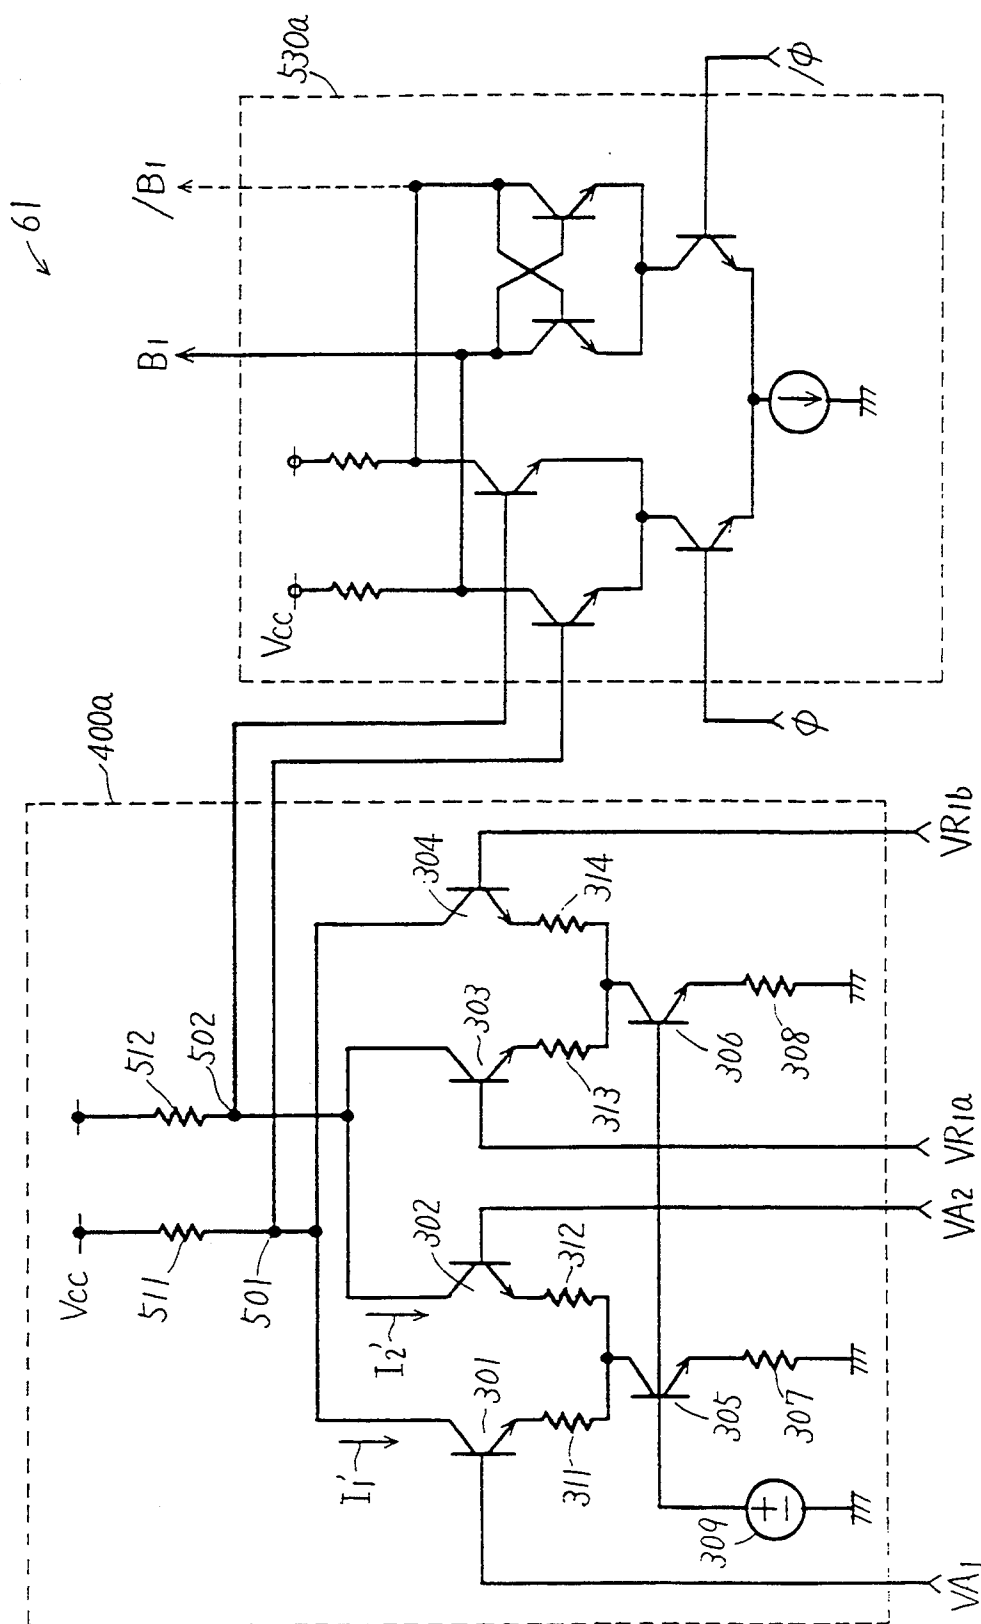 61
400a
530a
B1
/B1
Vcc
Vcc
511
512
501
502
I1'
I2'
301
302
303
304
311
312
313
314
305
306
307
308
309
VA1
VA2
VR1a
VR1b
φ
/φ